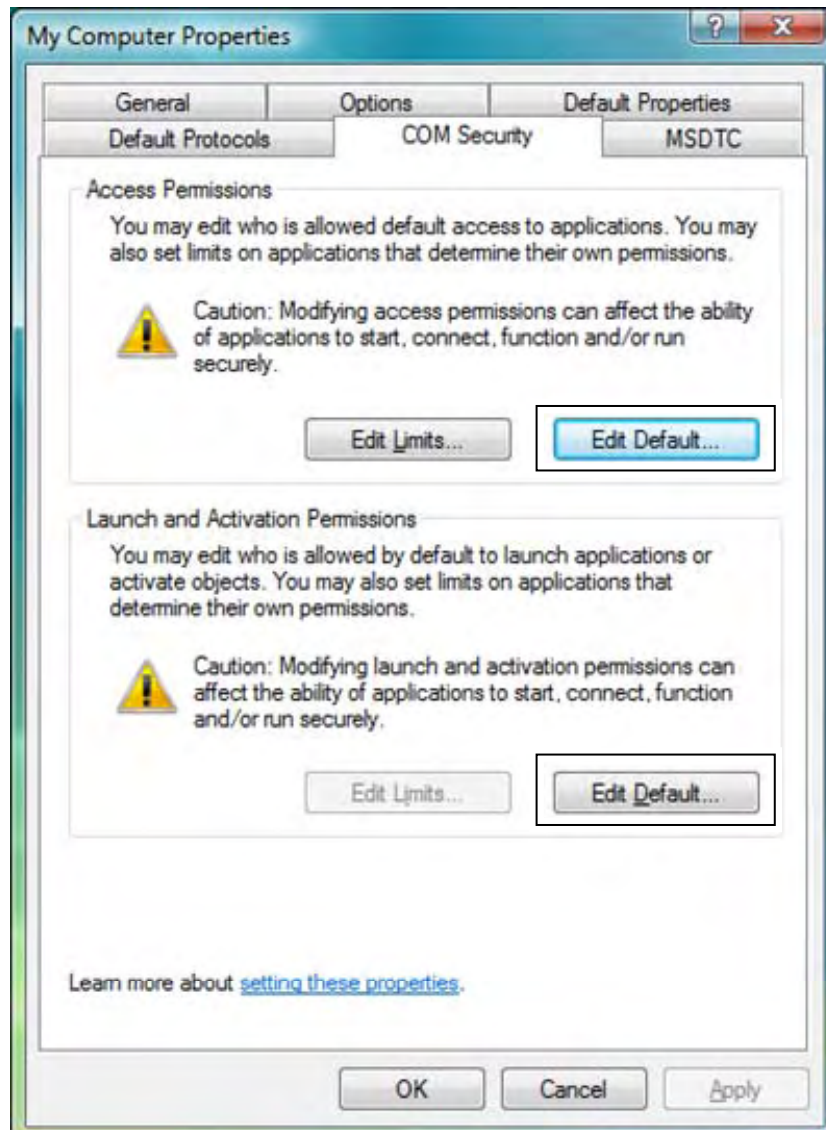 My Computer Properties
?
X
General
Options
Default Properties
Default Protocols
COM Security
MSDTC
Access Permissions
You may edit who is allowed default access to applications. You may
also set limits on applications that determine their own permissions.
Caution: Modifying access permissions can affect the ability
of applications to start, connect, function and/or run
securely.
Edit Limits...
Edit Default...
Launch and Activation Permissions
You may edit who is allowed by default to launch applications or
activate objects. You may also set limits on applications that
determine their own permissions.
Caution: Modifying launch and activation permissions can
affect the ability of applications to start, connect, function
and/or run securely.
Edit Limits...
Edit Default...
Learn more about setting these properties.
OK
Cancel
Apply